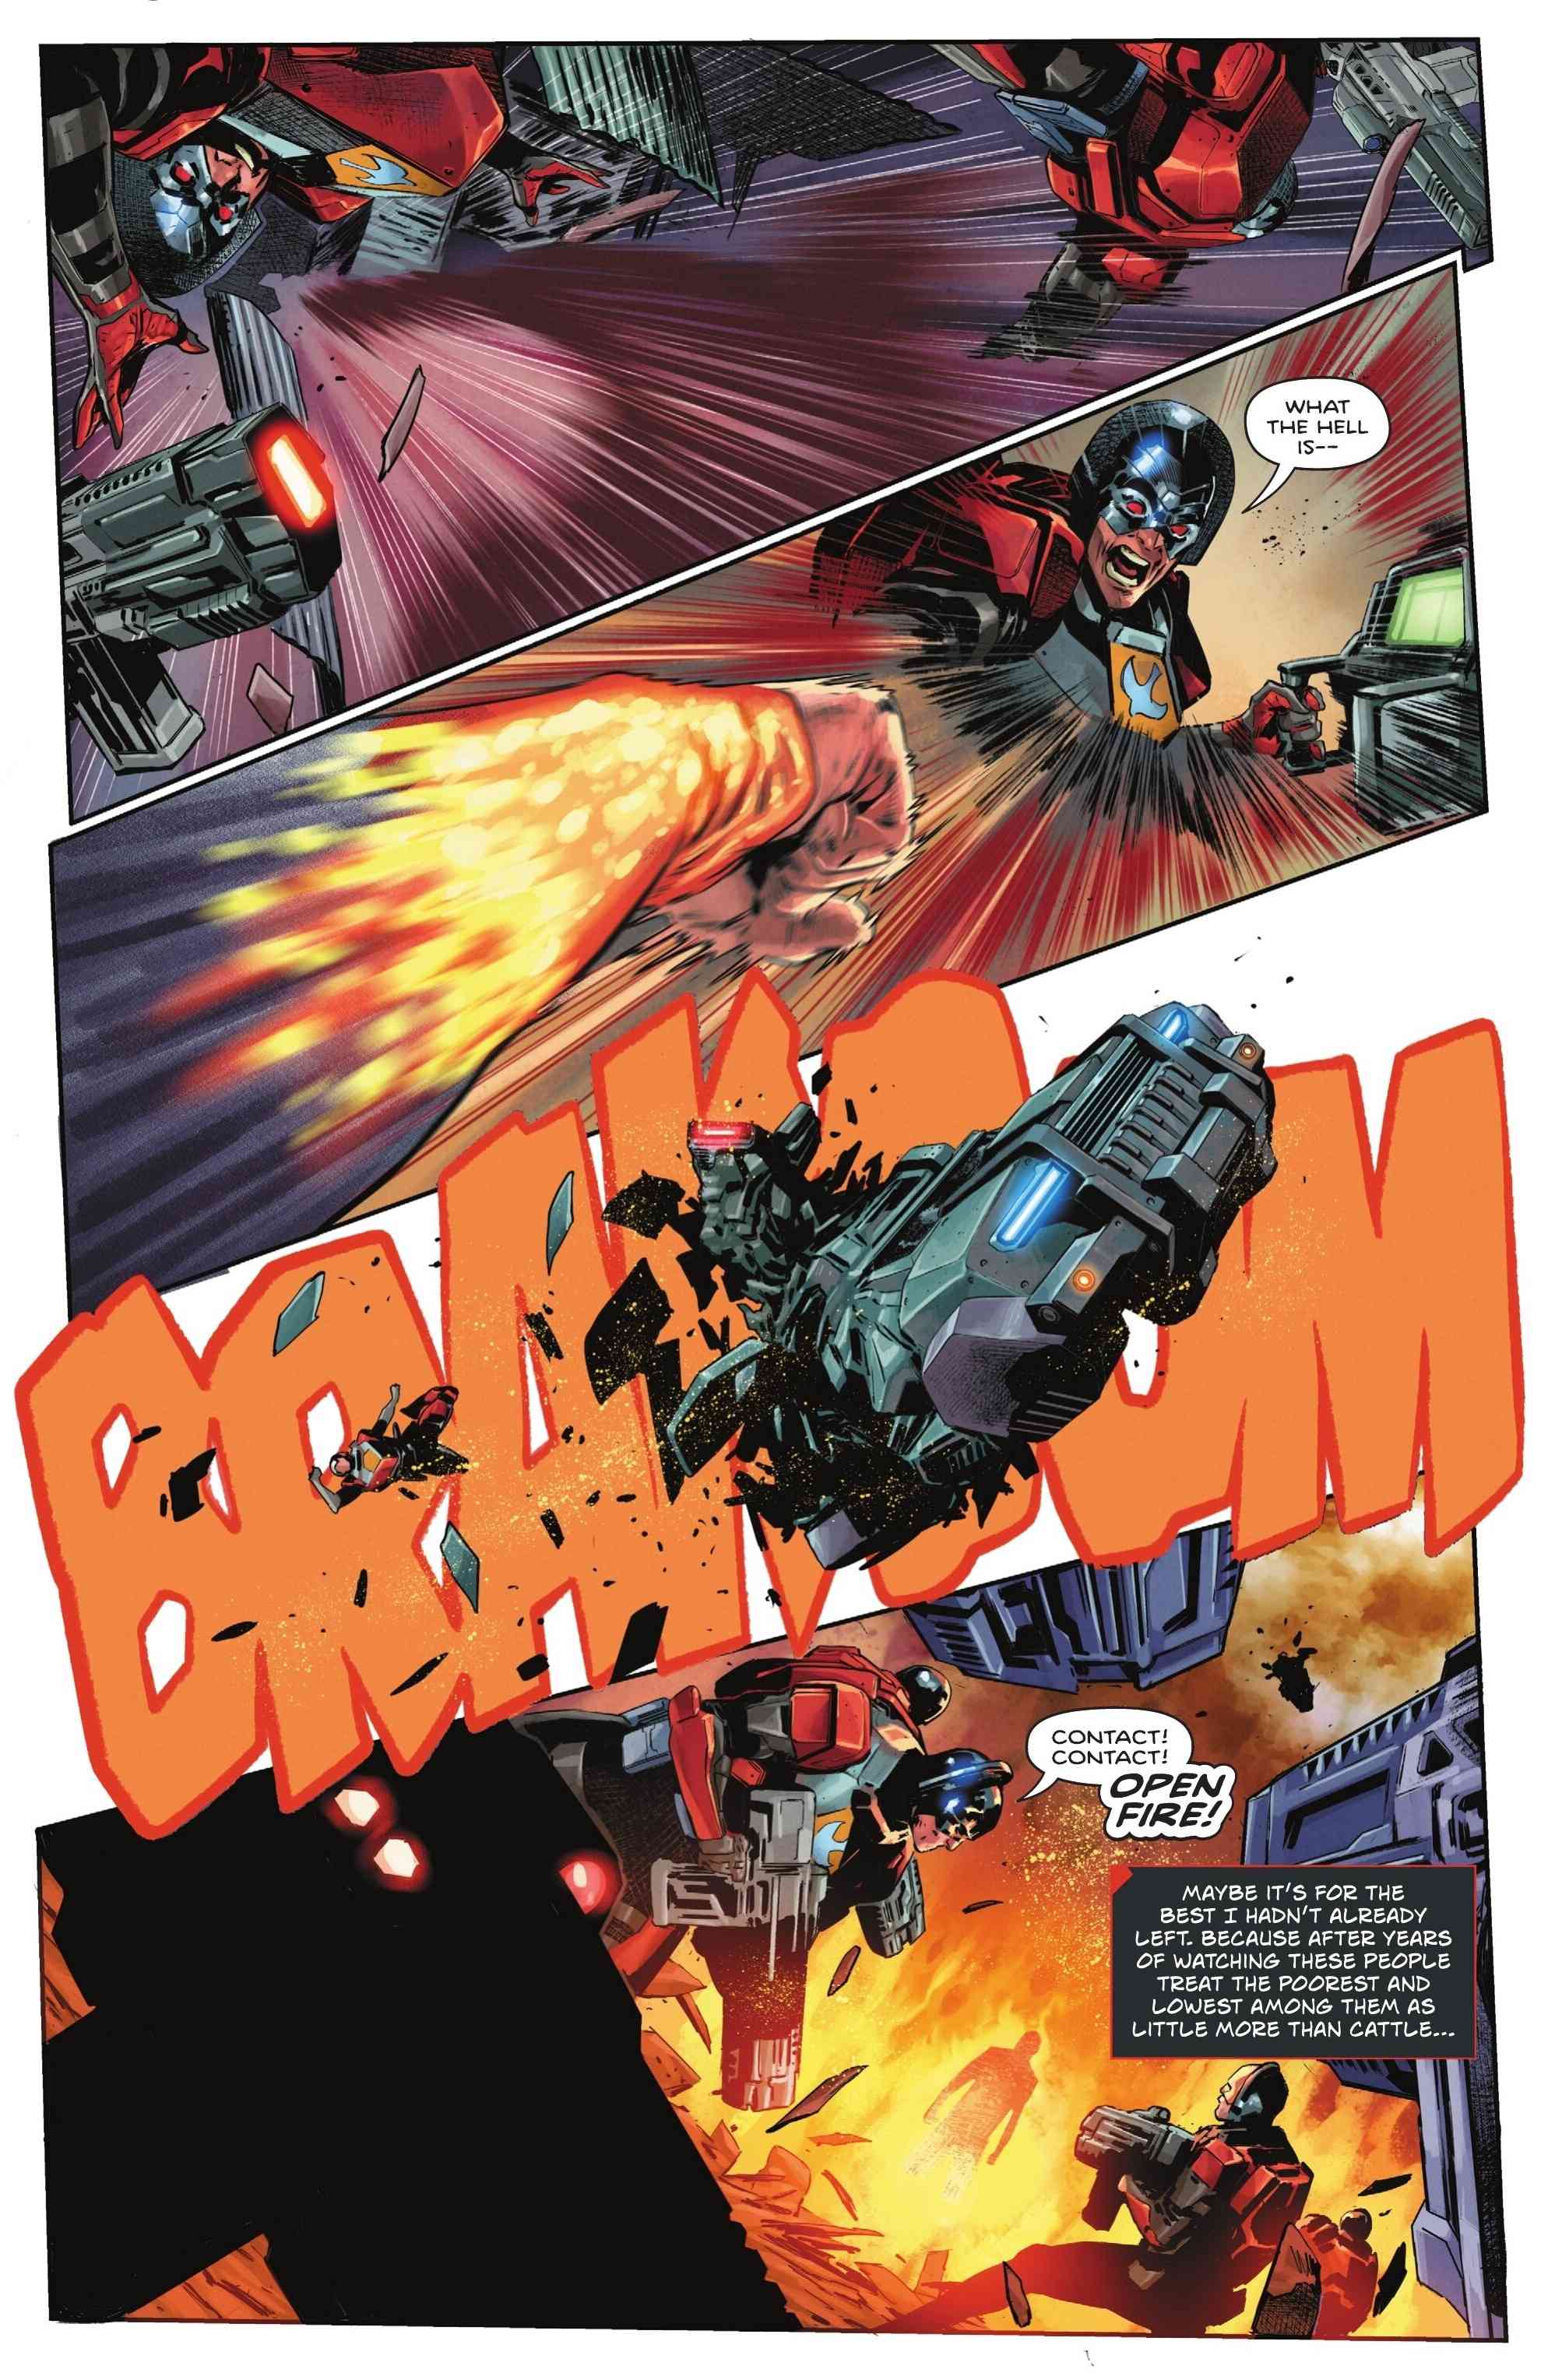 WHAT
THE HELL
IS--
BRAKOOM
CONTACT!
CONTACT!
OPEN
FIRE!
MAYBE IT'S FOR THE
BEST I HADN'T ALREADY
LEFT. BECAUSE AFTER YEARS
OF WATCHING THESE PEOPLE
TREAT THE POOREST AND
LOWEST AMONG THEM AS
LITTLE MORE THAN CATTLE...